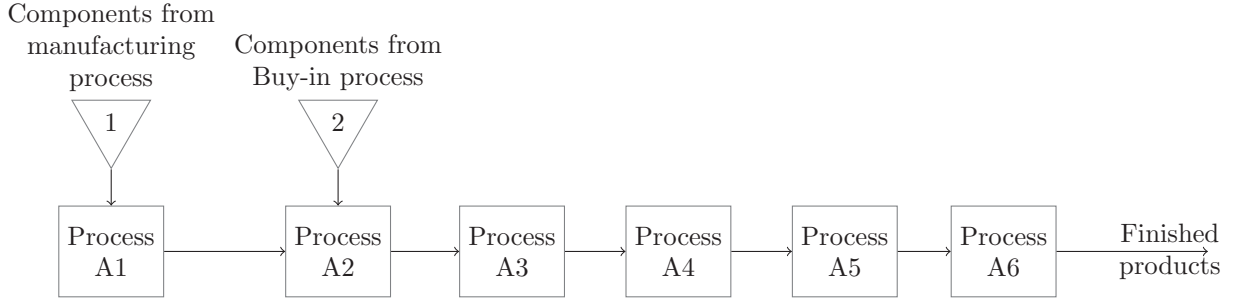 Components from
manufacturing
process
Components from
Buy-in process
1
2
Process
A1
Process
A2
Process
A3
Process
A4
Process
A5
Process
A6
Finished
products